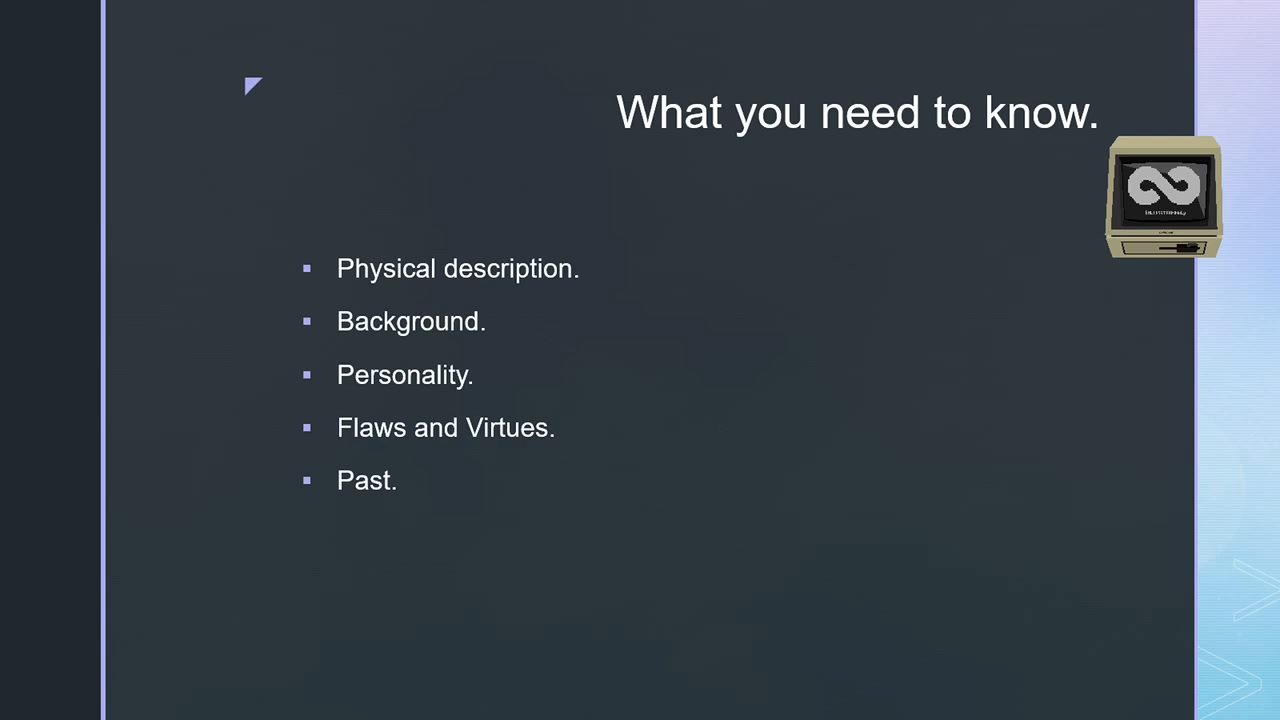 What you need to know.
Physical description.
Background.
Personality.
Flaws and Virtues.
Past.